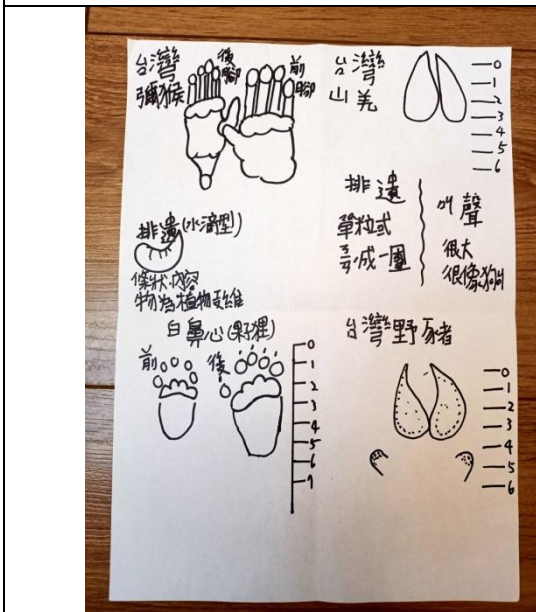 台灣
獼猴
後
腳
前
腳
台灣
山羌
0
1
2
3
4
5
6
排遺(水滴型)
條狀,內容
物為植物纖維
排遺
單粒式
成一團
叫聲
很大
很像狗
白鼻心(果子狸)
前
後
0
1
2
3
4
5
6
台灣野豬
0
1
2
3
4
5
6